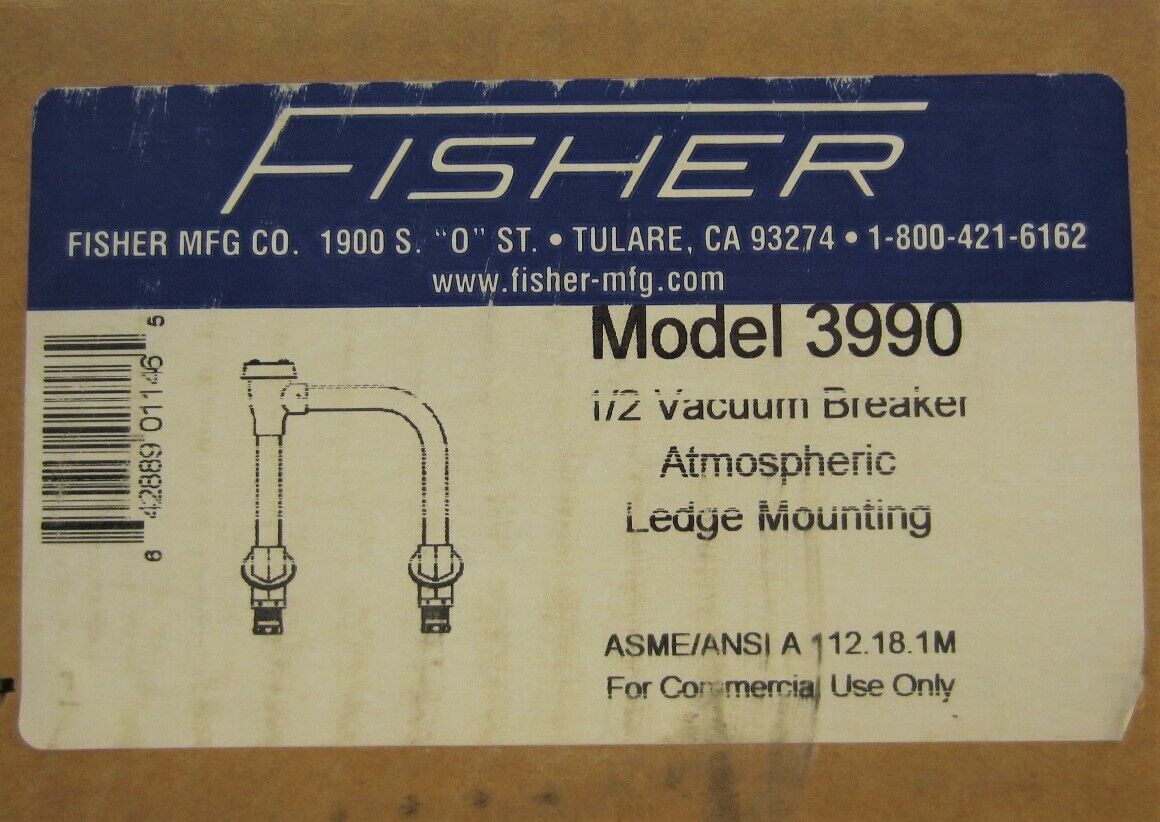 FISHER
FISHER MFG CO. 1900 S. "O" ST. • TULARE, CA 93274 • 1-800-421-6162
www.fisher-mfg.com
Model 3990
1/2 Vacuum Breaker
Atmospheric
Ledge Mounting
ASME/ANSI A 112.18.1M
For Commercial Use Only
8 42889 01146 5